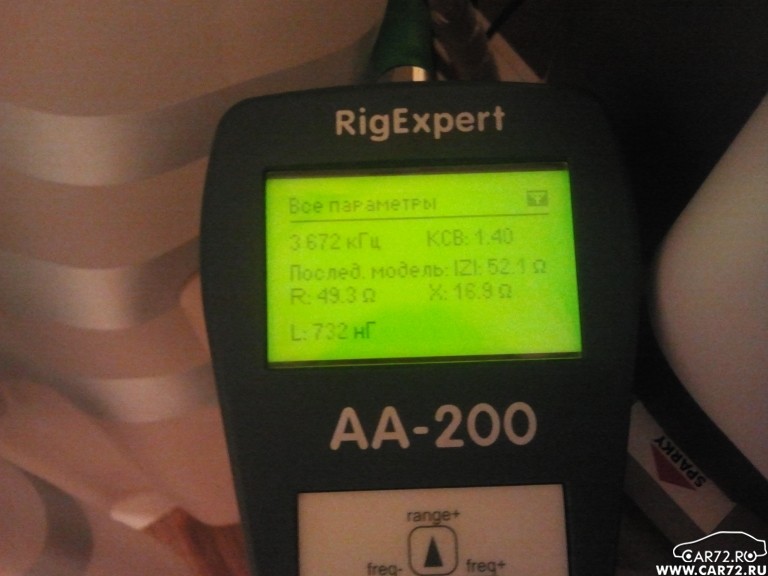 RigExpert
Все параметры
3 672 кГц КСВ: 1.40
Послед. модель: IZI: 52.1 Ω
R: 49.3 Ω X: 16.9 Ω
L: 732 нГ
AA-200
range+
freq- freq+
SPARKY
CAR72.RU
WWW.CAR72.RU